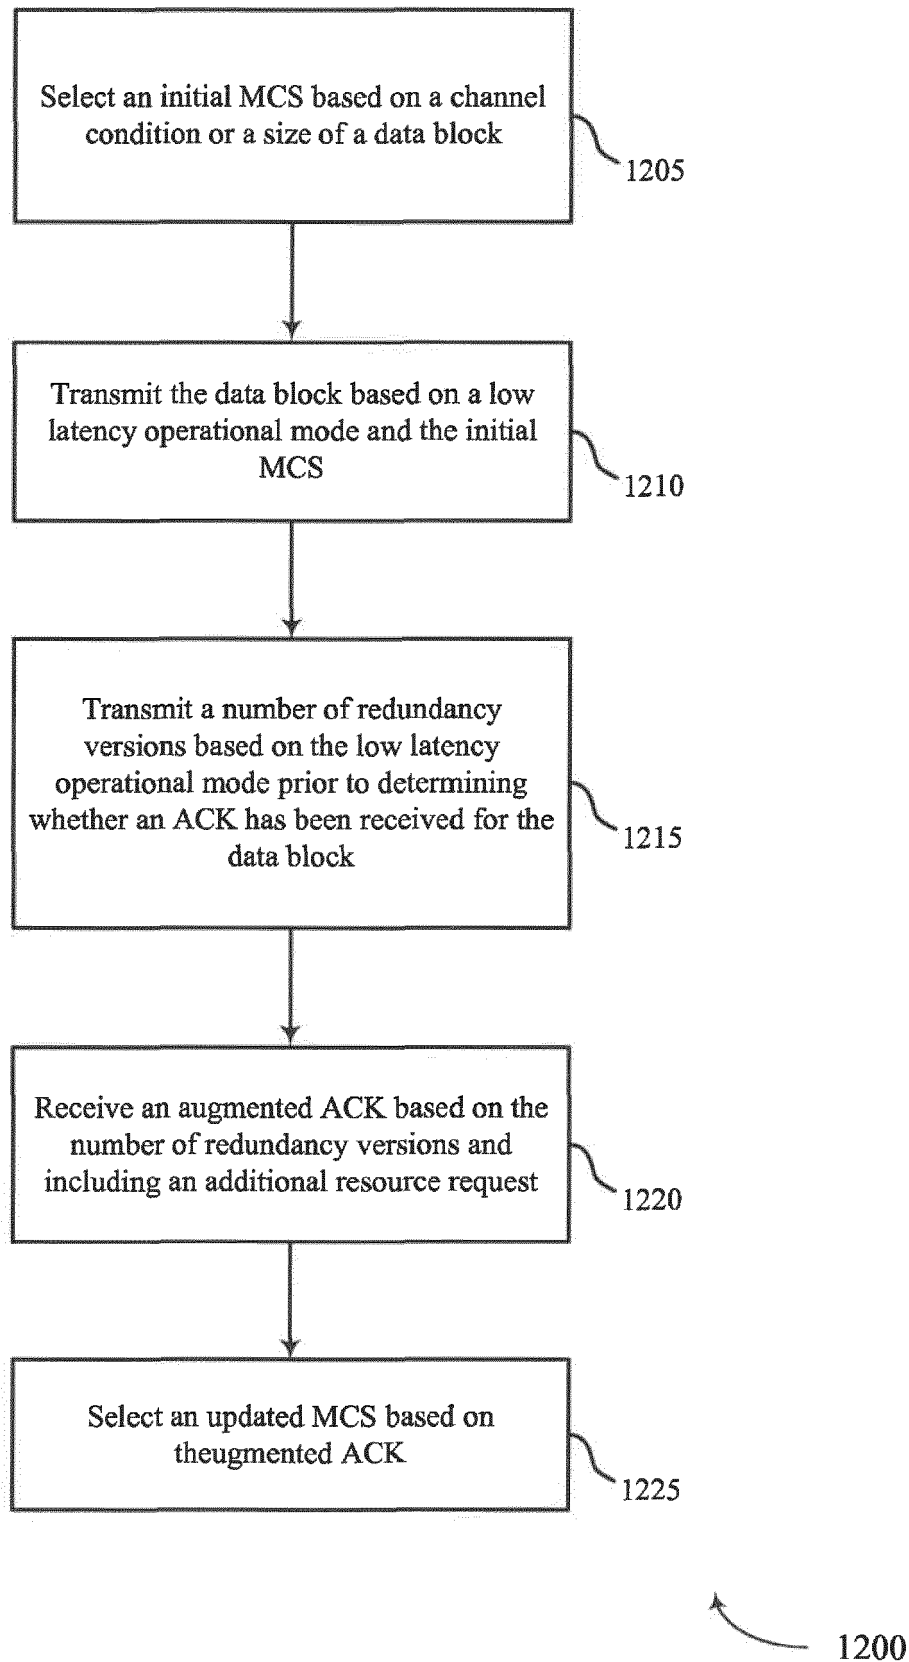 Select an initial MCS based on a channel
condition or a size of a data block
1205
Transmit the data block based on a low
latency operational mode and the initial
MCS
1210
Transmit a number of redundancy
versions based on the low latency
operational mode prior to determining
whether an ACK has been received for the
data block
1215
Receive an augmented ACK based on the
number of redundancy versions and
including an additional resource request
1220
Select an updated MCS based on
theugmented ACK
1225
1200